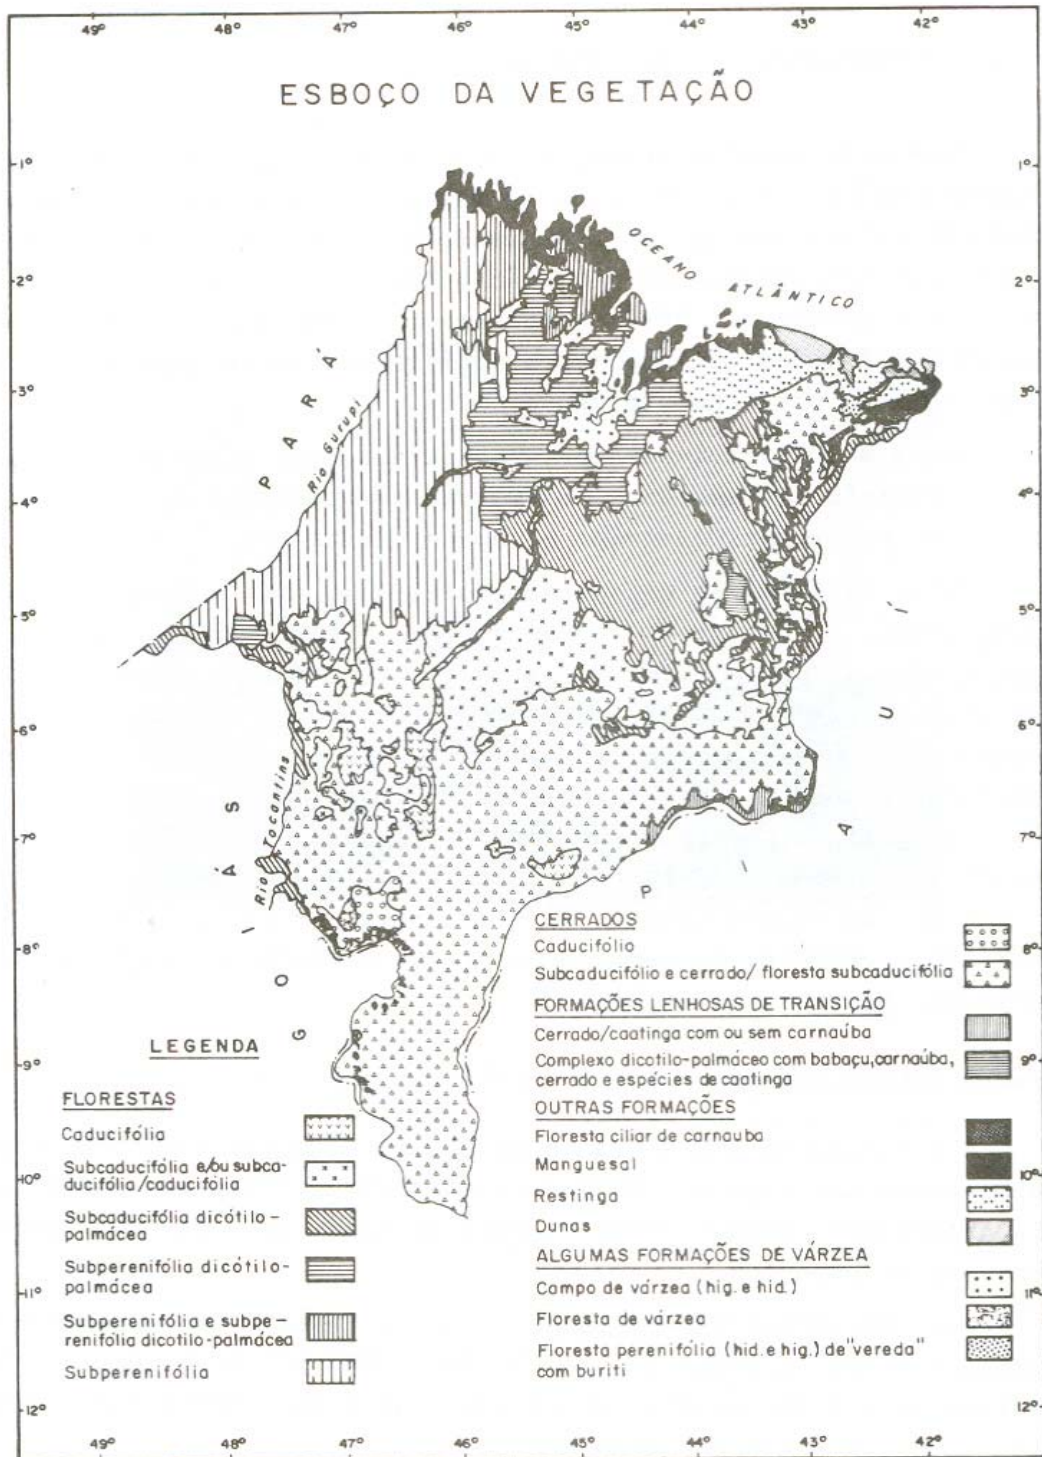 49° 48° 47° 46° 45° 44° 43° 42°
ESBOÇO DA VEGETAÇÃO
1° 1°
2° 2°
3° 3°
4° 4°
5° 5°
6° 6°
7° 7°
8° 8°
9° 9°
10° 10°
11° 11°
12° 12°
OCEANO ATLÂNTICO
PARÁ
Rio Gurupi
Rio Tocantins
GOIÁS
PIAUÍ
LEGENDA
FLORESTAS
Caducifólia
Subcaducifólia e/ou subca-
ducifólia/caducifólia
Subcaducifólia dicótilo-
palmácea
Subperenifólia dicótilo-
palmácea
Subperenifólia e subpe-
renifólia dicotilo-palmácea
Subperenifólia
CERRADOS
Caducifólio
Subcaducifólio e cerrado/ floresta subcaducifólia
FORMAÇÕES LENHOSAS DE TRANSIÇÃO
Cerrado/caatinga com ou sem carnaúba
Complexo dicotilo-palmáceo com babaçu, carnaúba,
cerrado e espécies de caatinga
OUTRAS FORMAÇÕES
Floresta ciliar de carnauba
Manguesal
Restinga
Dunas
ALGUMAS FORMAÇÕES DE VÁRZEA
Campo de várzea (hig. e hid.)
Floresta de várzea
Floresta perenifólia (hid. e hig.) de "vereda"
com buriti
49° 48° 47° 46° 45° 44° 43° 42°